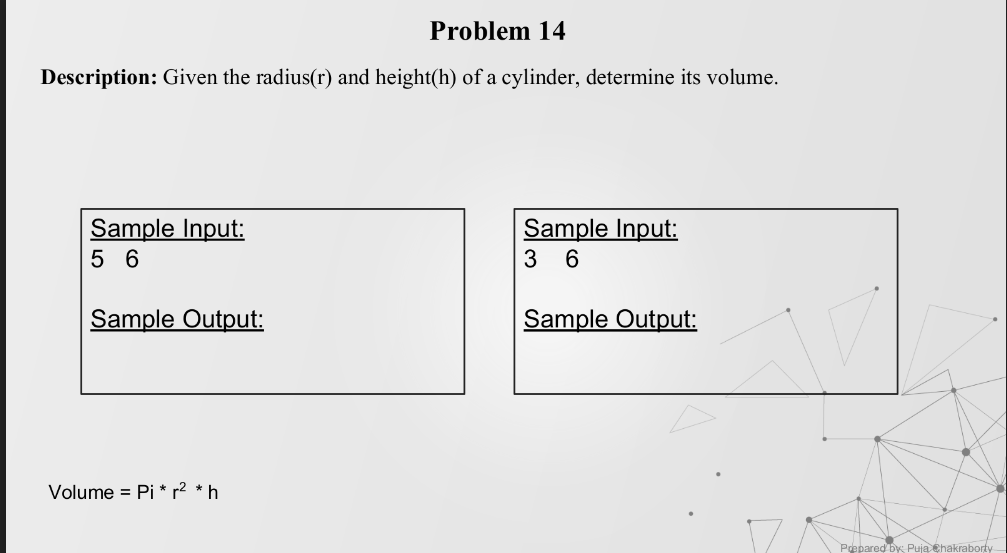 Problem 14
Description: Given the radius(r) and height(h) of a cylinder, determine its volume.
Sample Input:
5 6
Sample Output:
Sample Input:
3 6
Sample Output:
Volume = Pi * r² * h
Prepared by: Puja Chakraborty